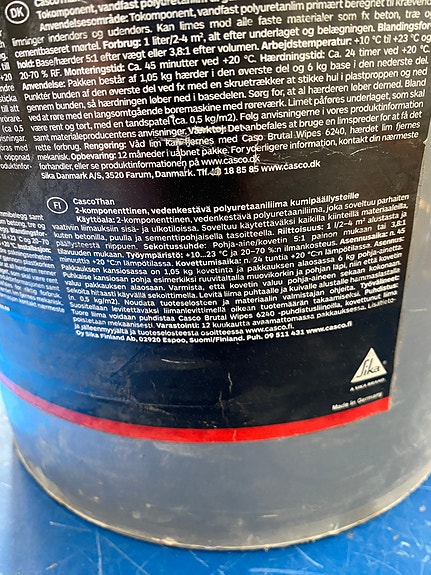 DK
Tokomponent, vandfast polyuretanlim primært beregnet til krævende
limninger indendørs og udendørs. Kan limes mod alle faste materialer som fx beton, træ og
cementbaseret mørtel. Forbrug: 1 liter/2-4 m², alt efter underlaget og belægningen. Blandings-
hold: Base/hærder 5:1 efter vægt eller 3,8:1 efter volumen. Arbejdstemperatur: +10 °C til +23 °C og
20-70 % RF. Monteringstid: Ca. 45 minutter ved +20 °C. Hærdningstid: Ca. 24 timer ved +20 °C.
Anvendelse: Pakken består af 1,05 kg hærder i den øverste del og 6 kg base i den nederste del.
Punktér bunden af den øverste del ved fx med en skruetrækker at stikke hul i plastproppen og ned
gennem bunden, så hærdningen løber ned i basedelen. Sørg for, at al hærderen løber derned. Bland
ved at røre med en langsomtgående boremaskine med røreværk. Limet påføres underlaget, som skal
være rent og tørt, med en tandspatel (ca. 0,5 kg/m2). Følg anvisningerne i vores produktinformation
samt materialeproducentens anvisninger. Værktøj: Det anbefales at bruge en limspreder for at få det
rette forbrug. Rengøring: Våd lim kan fjernes med Casco Brutal Wipes 6240, hærdet lim fjernes
mekanisk. Opbevaring: 12 måneder i uåbnet pakke. For yderligere information, kontakt din nærmeste
forhandler, eller se produktinformationen på www.casco.dk
Sika Danmark A/S, 3520 Farum, Danmark. Tlf. 48 18 85 85 www.casco.dk
FI
CascoThan
2-komponenttinen, vedenkestävä polyuretaaniliima kumipäällysteille
Käyttöala: 2-komponenttinen, vedenkestävä polyuretaaniliima, joka soveltuu parhaiten
vaativiin liimauksiin sisä- ja ulkotiloissa. Soveltuu käytettäväksi kaikilla kiinteillä materiaaleilla,
kuten betonilla, puulla ja sementtipohjaisella tasoitteella. Riittoisuus: 1 l/2–4 m² alustasta ja
päällysteestä riippuen. Sekoitussuhde: Pohja-aine/kovetin 5:1 painon mukaan tai 3,8:1
tilavuuden mukaan. Työympäristö: +10...23 °C ja 20–70 % ilmankosteus. Asennusaika: n. 45
minuuttia +20 °C:n lämpötilassa. Kovettumisaika: n. 24 tuntia +20 °C:n lämpötilassa. Asennus:
Pakkauksen kansiosassa on 1,05 kg kovetinta ja pakkauksen alaosassa 6 kg pohja-ainetta.
Puhkaise kansiosan pohja esimerkiksi ruuvitaltalla muovikorkin ja pohjan läpi, niin että kovetin
valuu pakkauksen alaosaan. Varmista, että kovetin valuu pohja-aineen sekaan kokonaan.
Sekoita hitaasti käyvällä sekoittimella. Levitä liima puhtaalle ja kuivalle alustalle hammaslastalla
0,5 kg/m2). Noudata tuoteselosteen ja materiaalin valmistajan ohjeita. Työvälineet:
Suositellaan levitettäväksi liimanlevittimellä oikean tuotemäärän takaamiseksi. Puhdistus:
Tuore liima voidaan puhdistaa Casco Brutal Wipes 6240 -puhdistusliinoilla, kovettunut liima
poistetaan mekaanisesti. Varastointi: 12 kuukautta avaamattomassa pakkauksessa. Lisätieto-
ja jälleenmyyjältä ja tuoteselosteesta osoitteessa www.casco.fi.
Oy Sika Finland Ab, 02920 Espoo, Suomi/Finland. Puh. 09 511 431 www.casco.fi
Sika
A SIKA BRAND
Made in Germany